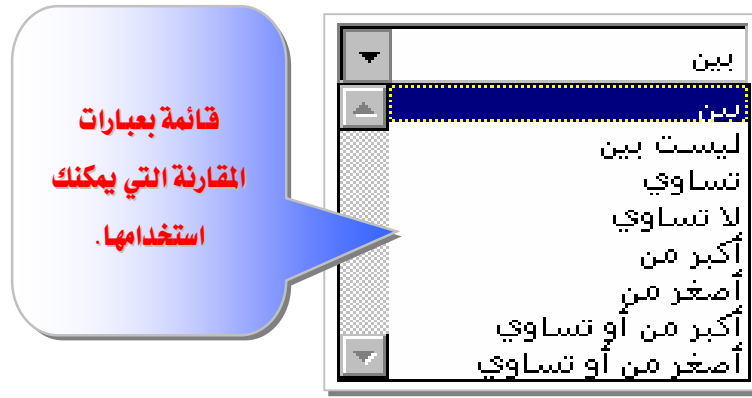 قائمة بعبارات
المقارنة التي يمكنك
استخدامها.
بين
بين
ليست بين
تساوي
لا تساوي
أكبر من
أصغر من
أكبر من أو تساوي
أصغر من أو تساوي